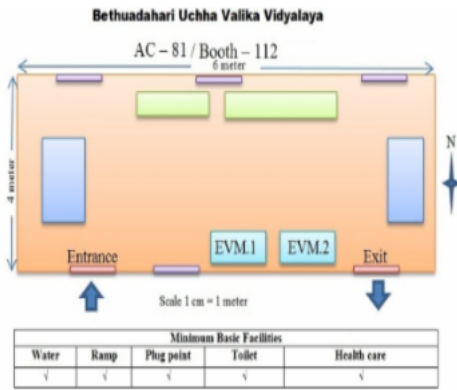 Bethuadahari Uchha Valika Vidyalaya
AC – 81 / Booth – 112
6 meter
4 meter
N
EVM.1 EVM.2
Entrance Exit
Scale 1 cm = 1 meter
Minimum Basic Facilities
Water Ramp Plug point Toilet Health care
√ √ √ √ √